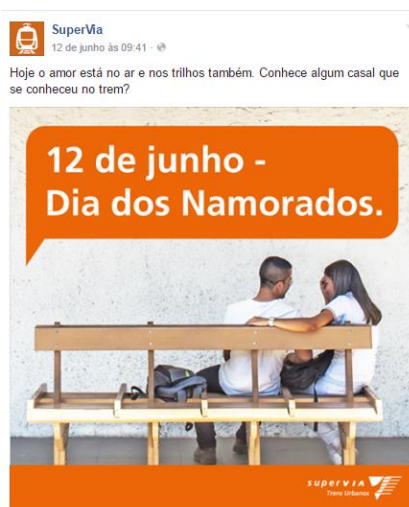 SuperVia
12 de junho às 09:41 ·
Hoje o amor está no ar e nos trilhos também. Conhece algum casal que
se conheceu no trem?
12 de junho -
Dia dos Namorados.
SUPERVIA
Trens Urbanos